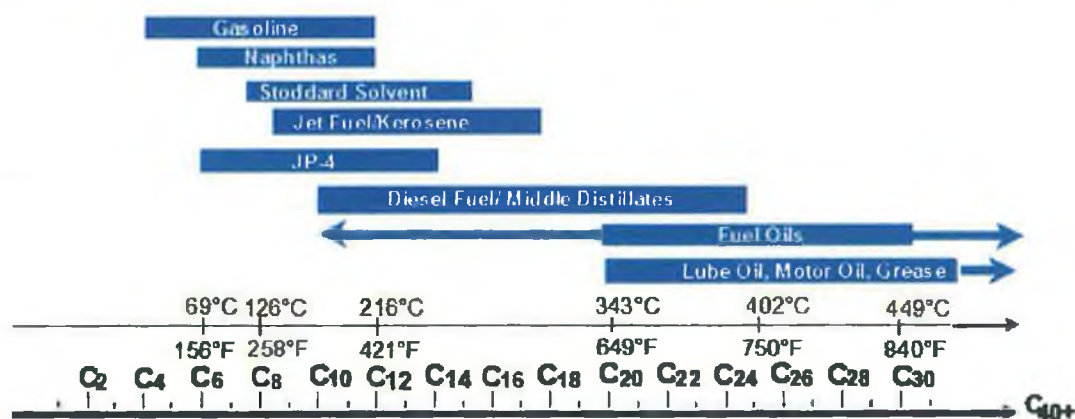 Gasoline
Naphthas
Stoddard Solvent
Jet Fuel/Kerosene
JP-4
Diesel Fuel/ Middle Distillates
Fuel Oils
Lube Oil, Motor Oil, Grease
69°C 126°C 216°C 343°C 402°C 449°C
156°F 258°F 421°F 649°F 750°F 840°F
C2 C4 C6 C8 C10 C12 C14 C16 C18 C20 C22 C24 C26 C28 C30
C40+